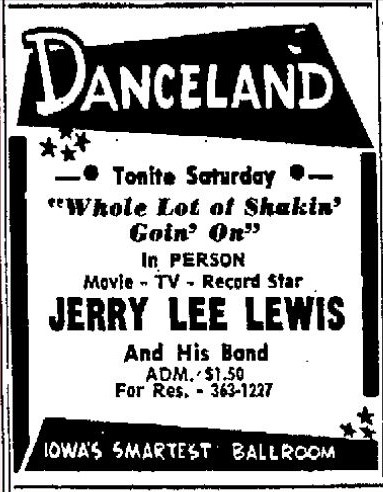 DANCELAND
Tonite Saturday
"Whole Lot of Shakin'
Goin' On"
In PERSON
Movie - TV - Record Star
JERRY LEE LEWIS
And His Band
ADM. $1.50
For Res. - 363-1227
IOWA'S SMARTEST BALLROOM